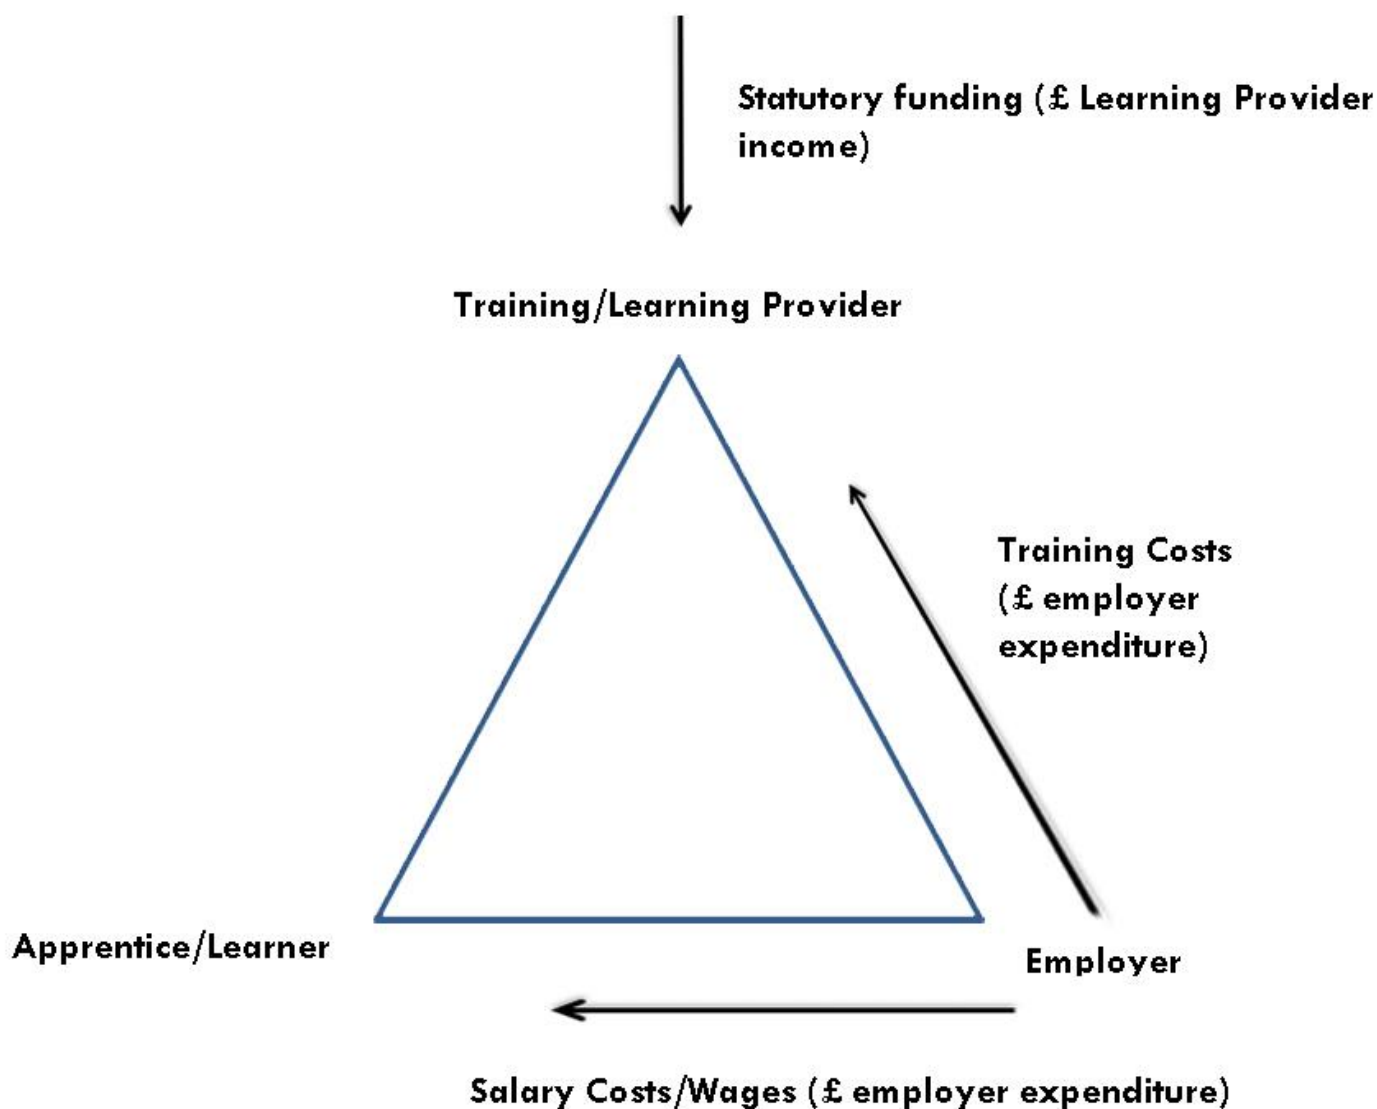 Statutory funding (£ Learning Provider
income)
Training/Learning Provider
Training Costs
(£ employer
expenditure)
Apprentice/Learner
Employer
Salary Costs/Wages (£ employer expenditure)